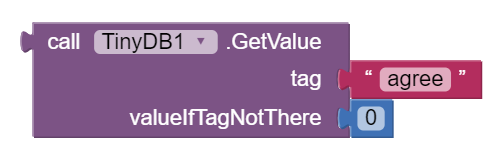 call TinyDB1 .GetValue
tag “ agree ”
valueIfTagNotThere 0